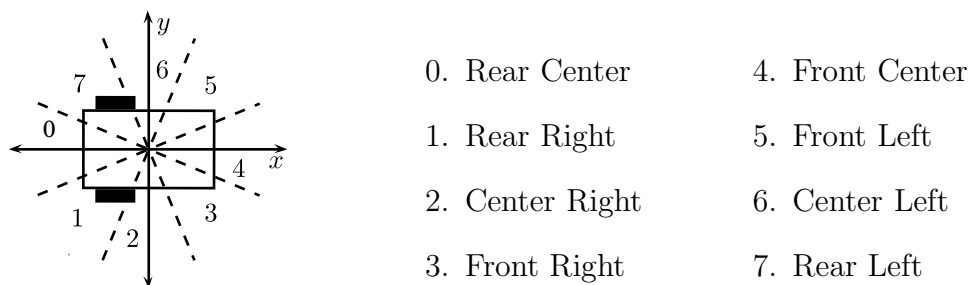 y
6
7
5
0
x
4
1
3
2
0. Rear Center
1. Rear Right
2. Center Right
3. Front Right
4. Front Center
5. Front Left
6. Center Left
7. Rear Left